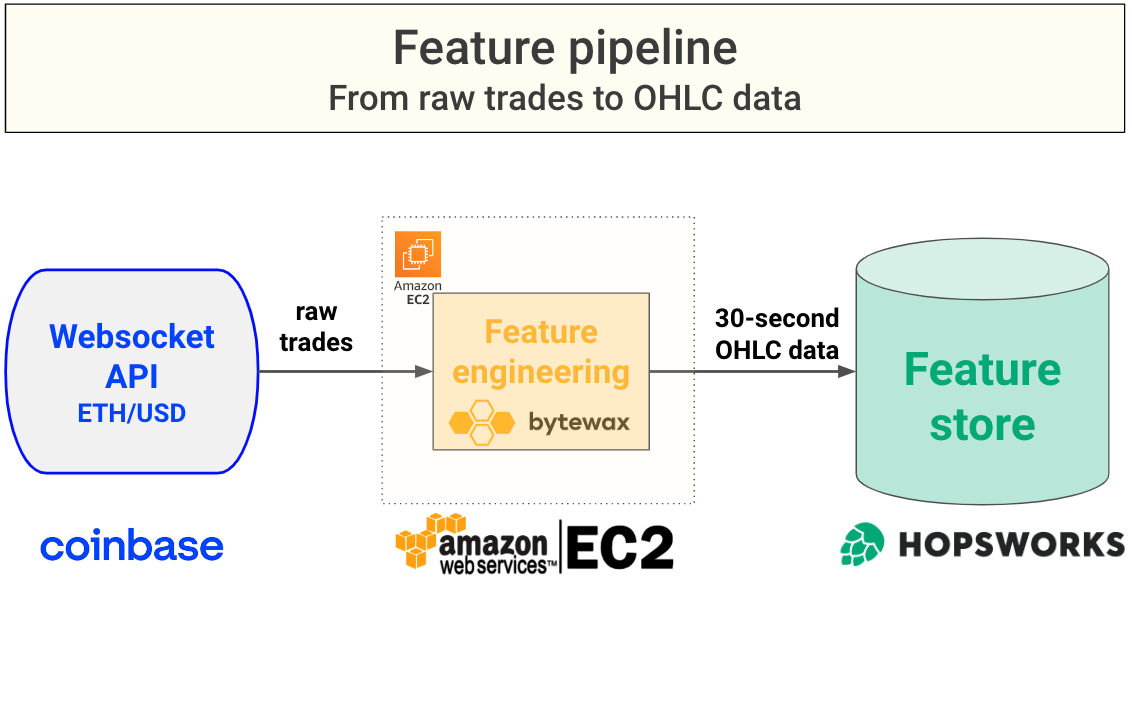 Feature pipeline
From raw trades to OHLC data
Websocket
API
ETH/USD
coinbase
raw
trades
Amazon
EC2
Feature
engineering
bytewax
amazon
web services™
EC2
30-second
OHLC data
Feature
store
HOPSWORKS